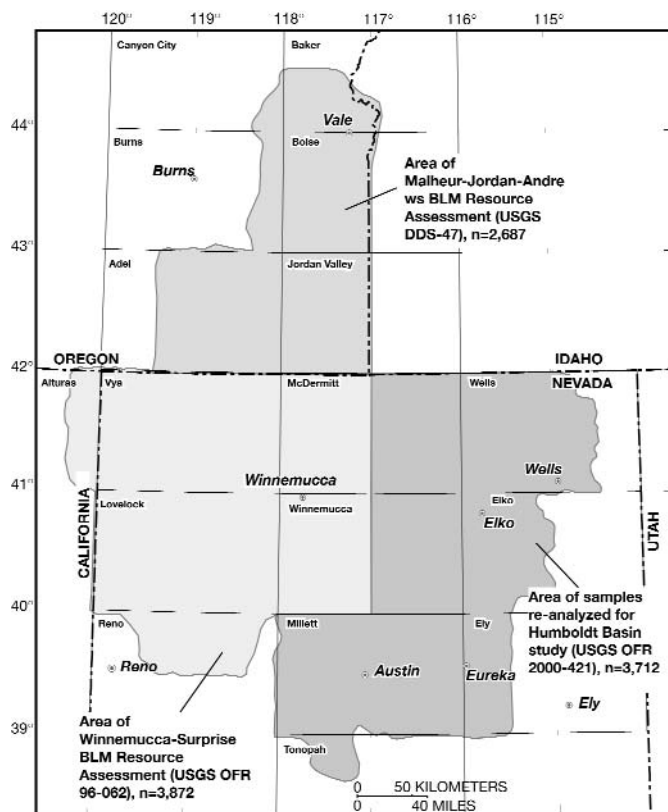 120° 119° 118° 117° 116° 115°
Canyon City
Baker
44°
Vale
Burns
Boise
Burns
Area of
Malheur-Jordan-Andre
ws BLM Resource
Assessment (USGS
DDS-47), n=2,687
43°
Adel
Jordan Valley
42°
OREGON
IDAHO
Alturas
Vya
McDermitt
Wells
NEVADA
Wells
Winnemucca
41°
Lovelock
Winnemucca
Elko
Elko
CALIFORNIA
UTAH
40°
Reno
Millett
Ely
Area of samples
re-analyzed for
Humboldt Basin
study (USGS OFR
2000-421), n=3,712
Reno
Austin
Eureka
Ely
39°
Area of
Winnemucca-Surprise
BLM Resource
Assessment (USGS OFR
96-062), n=3,872
Tonopah
0 50 KILOMETERS
0 40 MILES